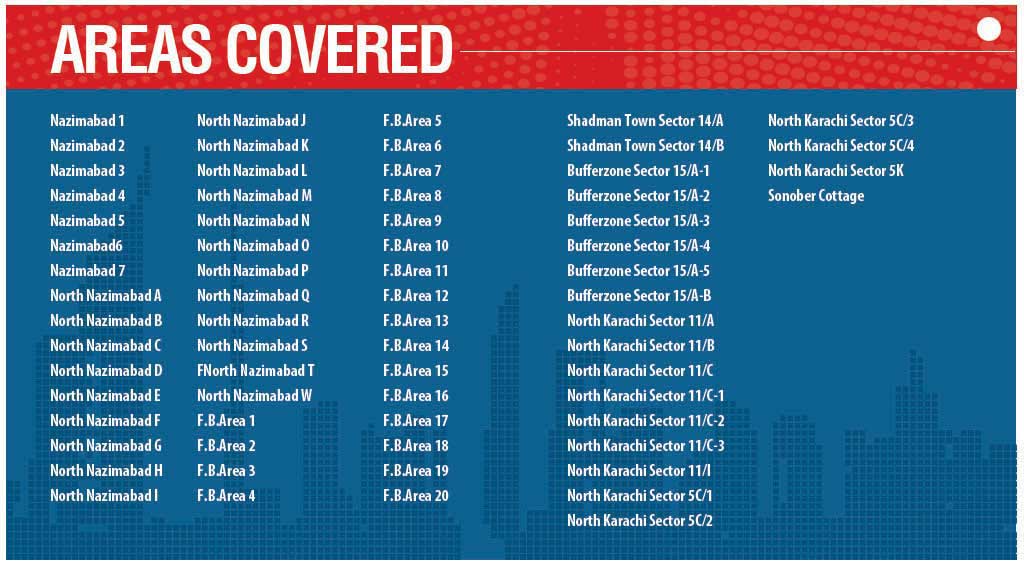 AREAS COVERED
Nazimabad 1
Nazimabad 2
Nazimabad 3
Nazimabad 4
Nazimabad 5
Nazimabad6
Nazimabad 7
North Nazimabad A
North Nazimabad B
North Nazimabad C
North Nazimabad D
North Nazimabad E
North Nazimabad F
North Nazimabad G
North Nazimabad H
North Nazimabad I
North Nazimabad J
North Nazimabad K
North Nazimabad L
North Nazimabad M
North Nazimabad N
North Nazimabad O
North Nazimabad P
North Nazimabad Q
North Nazimabad R
North Nazimabad S
FNorth Nazimabad T
North Nazimabad W
F.B.Area 1
F.B.Area 2
F.B.Area 3
F.B.Area 4
F.B.Area 5
F.B.Area 6
F.B.Area 7
F.B.Area 8
F.B.Area 9
F.B.Area 10
F.B.Area 11
F.B.Area 12
F.B.Area 13
F.B.Area 14
F.B.Area 15
F.B.Area 16
F.B.Area 17
F.B.Area 18
F.B.Area 19
F.B.Area 20
Shadman Town Sector 14/A
Shadman Town Sector 14/B
Bufferzone Sector 15/A-1
Bufferzone Sector 15/A-2
Bufferzone Sector 15/A-3
Bufferzone Sector 15/A-4
Bufferzone Sector 15/A-5
Bufferzone Sector 15/A-B
North Karachi Sector 11/A
North Karachi Sector 11/B
North Karachi Sector 11/C
North Karachi Sector 11/C-1
North Karachi Sector 11/C-2
North Karachi Sector 11/C-3
North Karachi Sector 11/I
North Karachi Sector 5C/1
North Karachi Sector 5C/2
North Karachi Sector 5C/3
North Karachi Sector 5C/4
North Karachi Sector 5K
Sonober Cottage